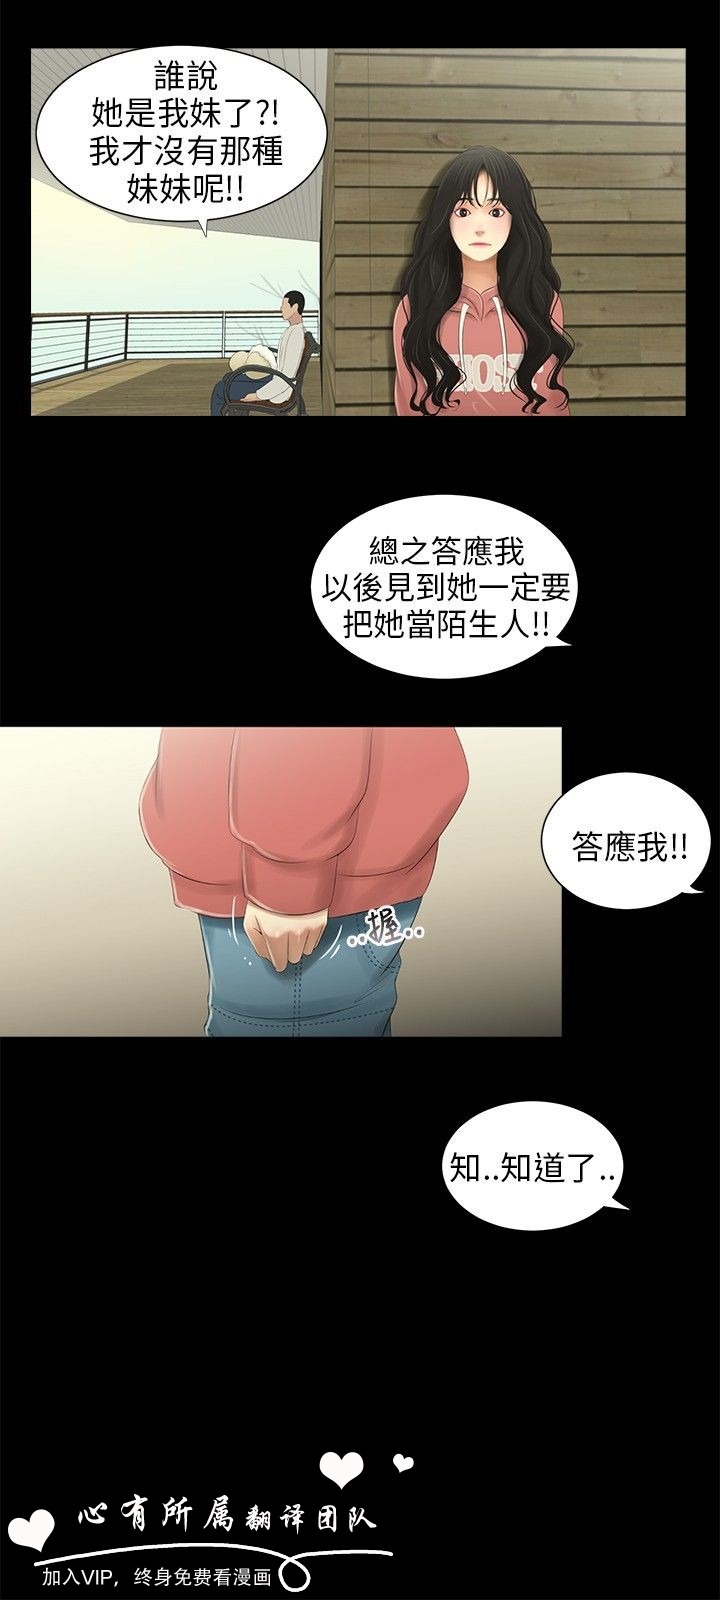 誰說
她是我妹了?!
我才沒有那種
妹妹呢!!
總之答應我
以後見到她一定要
把她當陌生人!!
答應我!!
..握..
知..知道了..
心有所属翻译团队
加入VIP，终身免费看漫画